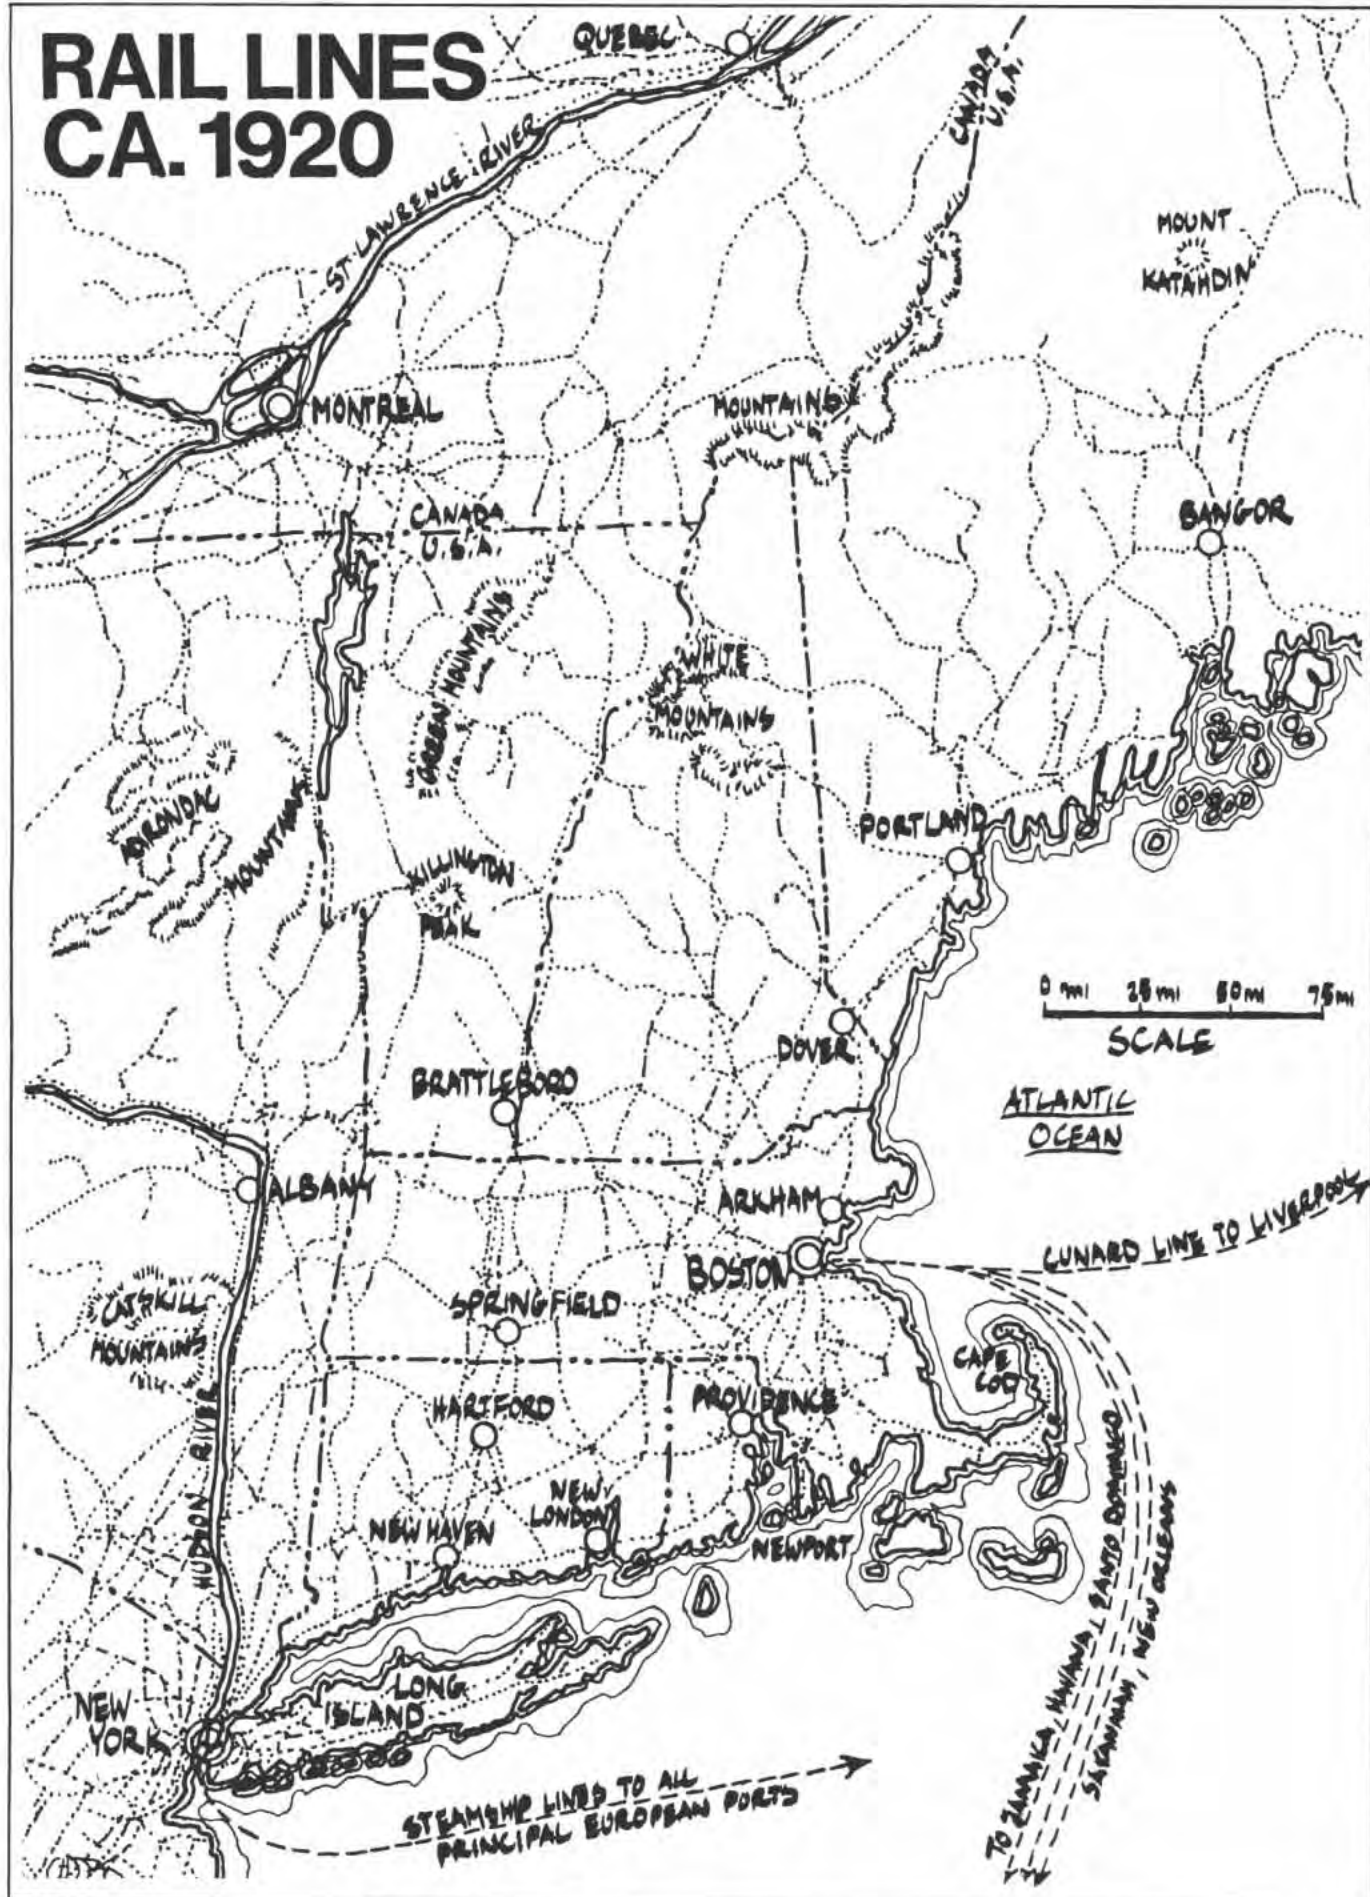 RAIL LINES
CA. 1920
QUEBEC
CANADA
U.S.A.
ST. LAWRENCE RIVER
MOUNT
KATAHDIN
MONTREAL
MOUNTAINS
CANADA
U.S.A.
BANGOR
GREEN MOUNTAINS
WHITE
MOUNTAINS
ADIRONDAC
MOUNTAINS
PORTLAND
KILLINGTON
PEAK
0 mi 25 mi 50 mi 75 mi
SCALE
DOVER
BRATTLEBORO
ATLANTIC
OCEAN
ALBANY
ARKHAM
BOSTON
CUNARD LINE TO LIVERPOOL
CATSKILL
MOUNTAINS
SPRINGFIELD
CAPE
COD
HARTFORD
PROVIDENCE
HUDSON RIVER
NEW
LONDON
NEW HAVEN
NEWPORT
TO JAMAICA, HAVANA, SANTO DOMINGO
SAVANNAH, NEW ORLEANS
LONG
ISLAND
NEW
YORK
STEAMSHIP LINES TO ALL
PRINCIPAL EUROPEAN PORTS